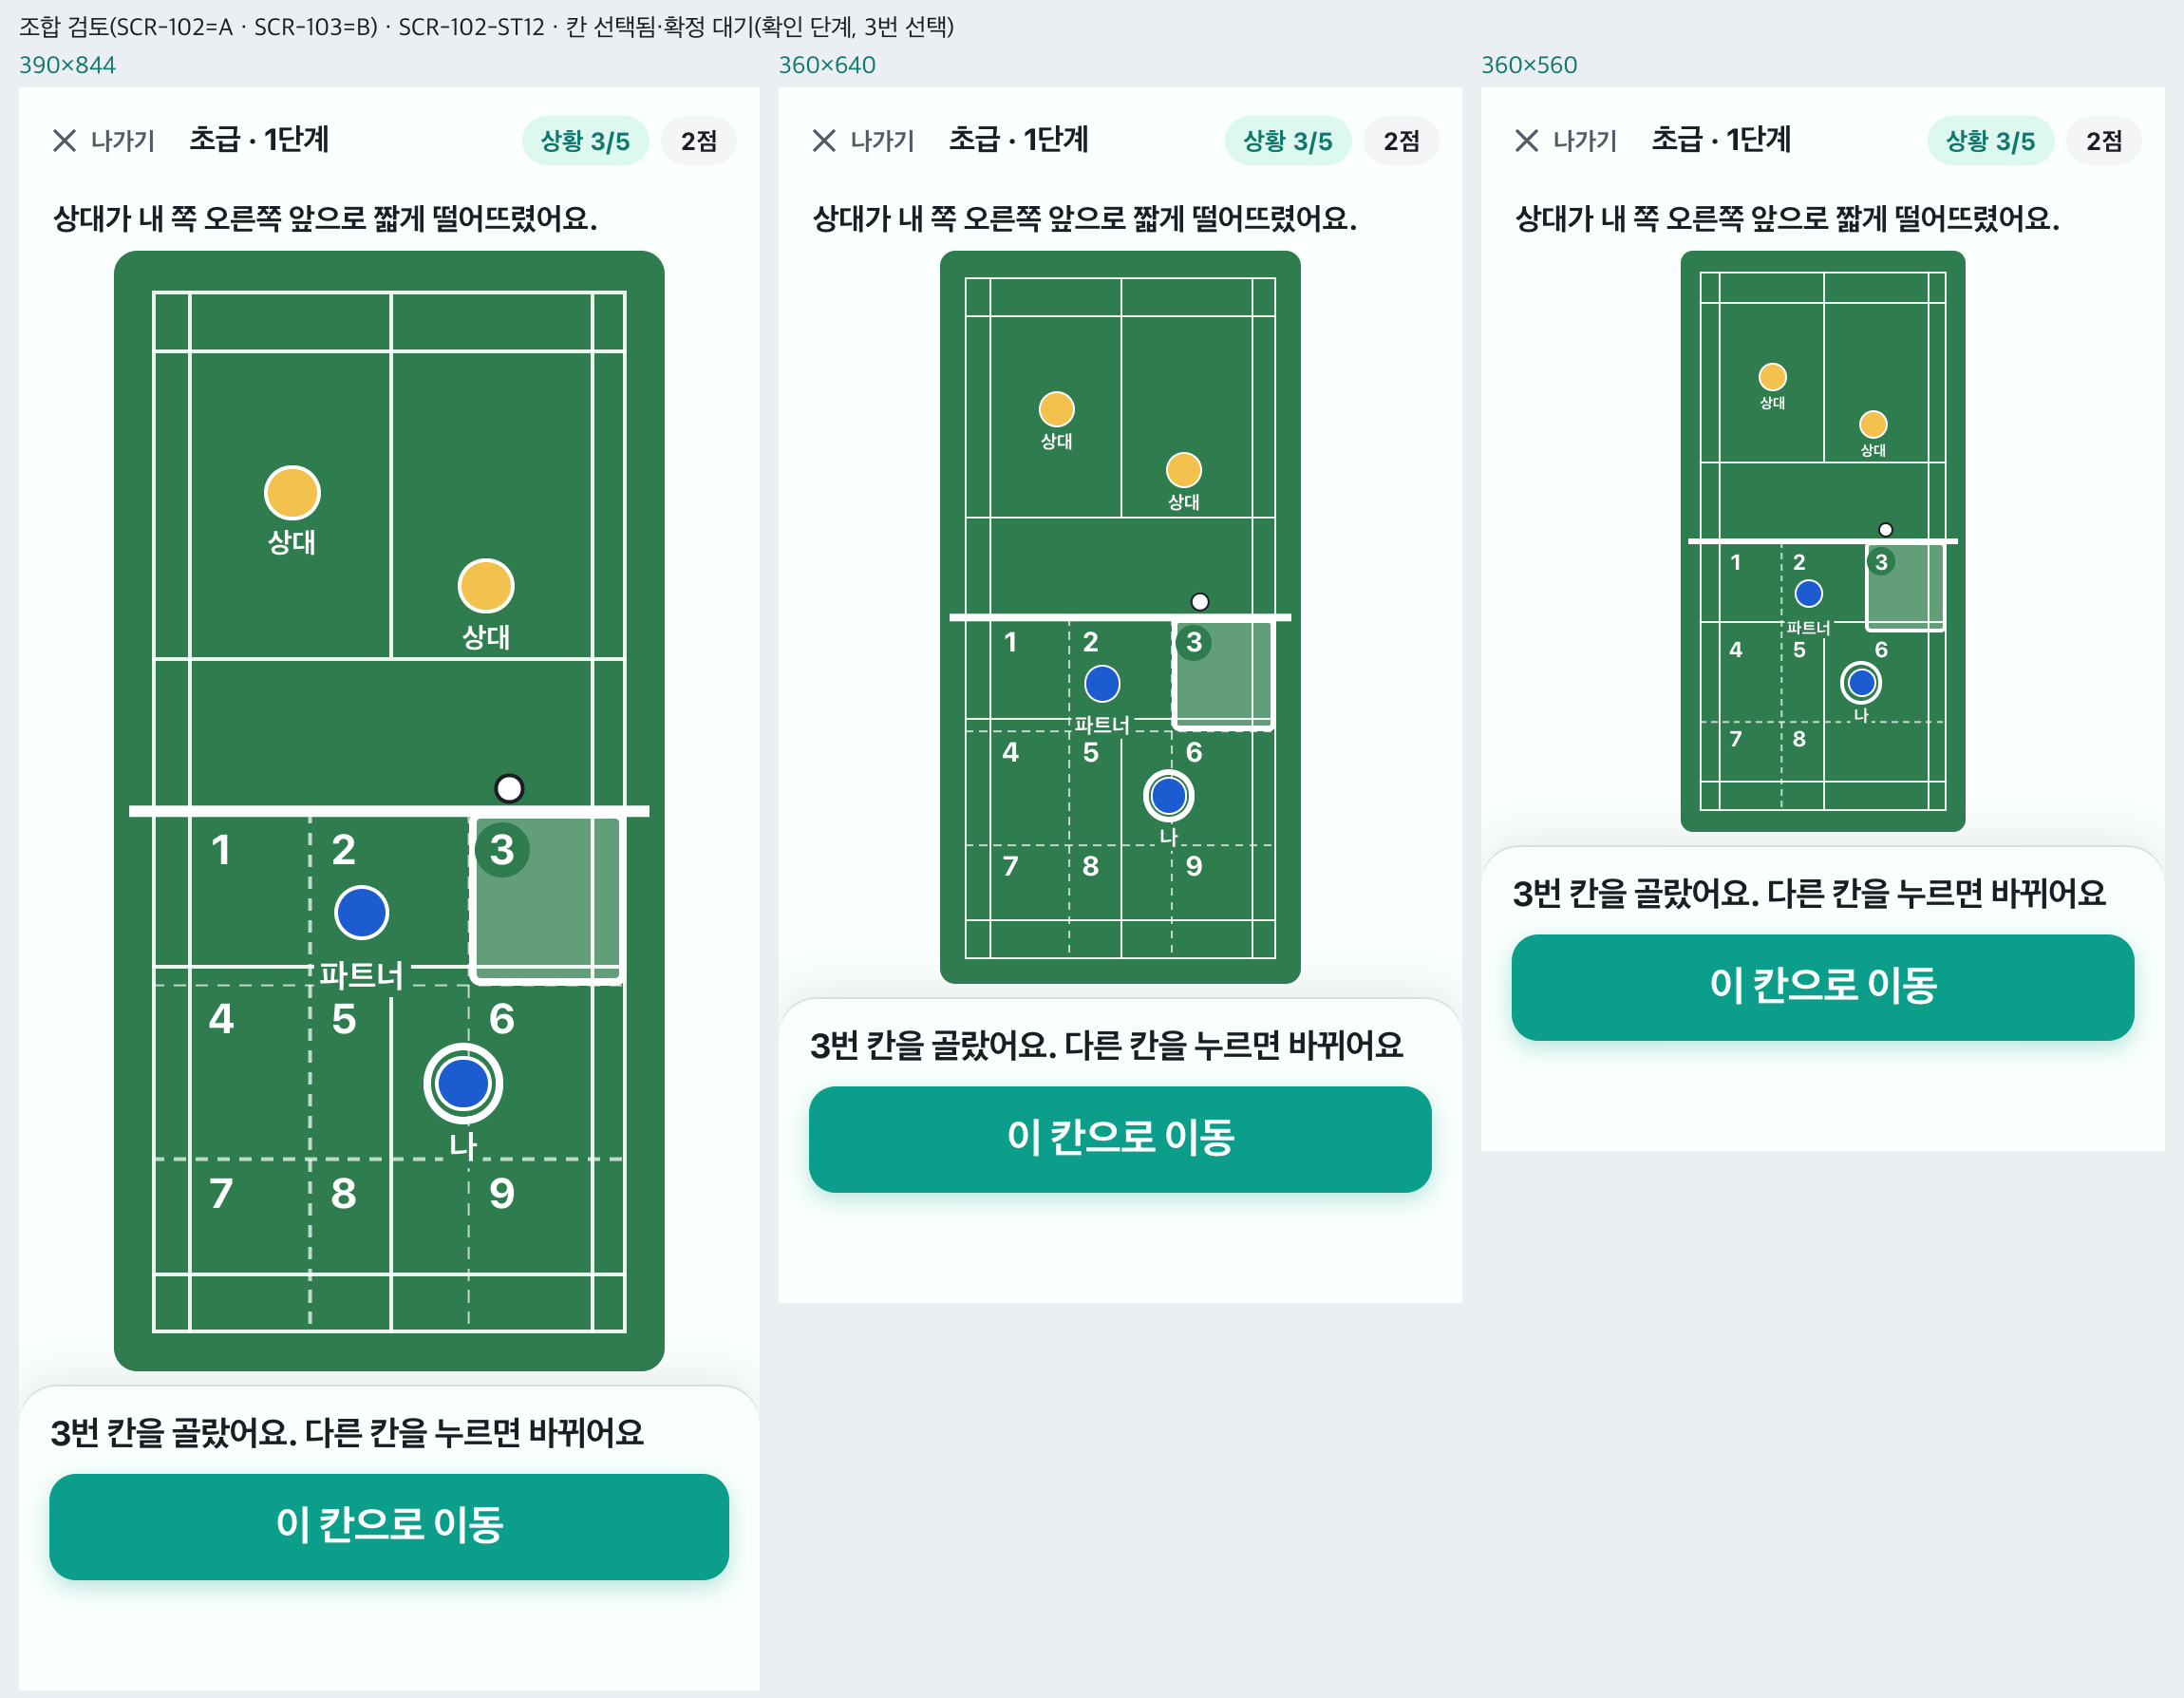 조합 검토(SCR-102=A · SCR-103=B) · SCR-102-ST12 · 칸 선택됨·확정 대기(확인 단계, 3번 선택)
390×844
나가기 초급 · 1단계 상황 3/5 2점
상대가 내 쪽 오른쪽 앞으로 짧게 떨어뜨렸어요.
상대
상대
1 2 3
파트너
4 5 6
나
7 8 9
3번 칸을 골랐어요. 다른 칸을 누르면 바뀌어요
이 칸으로 이동
360×640
나가기 초급 · 1단계 상황 3/5 2점
상대가 내 쪽 오른쪽 앞으로 짧게 떨어뜨렸어요.
상대
상대
1 2 3
파트너
4 5 6
나
7 8 9
3번 칸을 골랐어요. 다른 칸을 누르면 바뀌어요
이 칸으로 이동
360×560
나가기 초급 · 1단계 상황 3/5 2점
상대가 내 쪽 오른쪽 앞으로 짧게 떨어뜨렸어요.
상대
상대
1 2 3
파트너
4 5 6
나
7 8
3번 칸을 골랐어요. 다른 칸을 누르면 바뀌어요
이 칸으로 이동